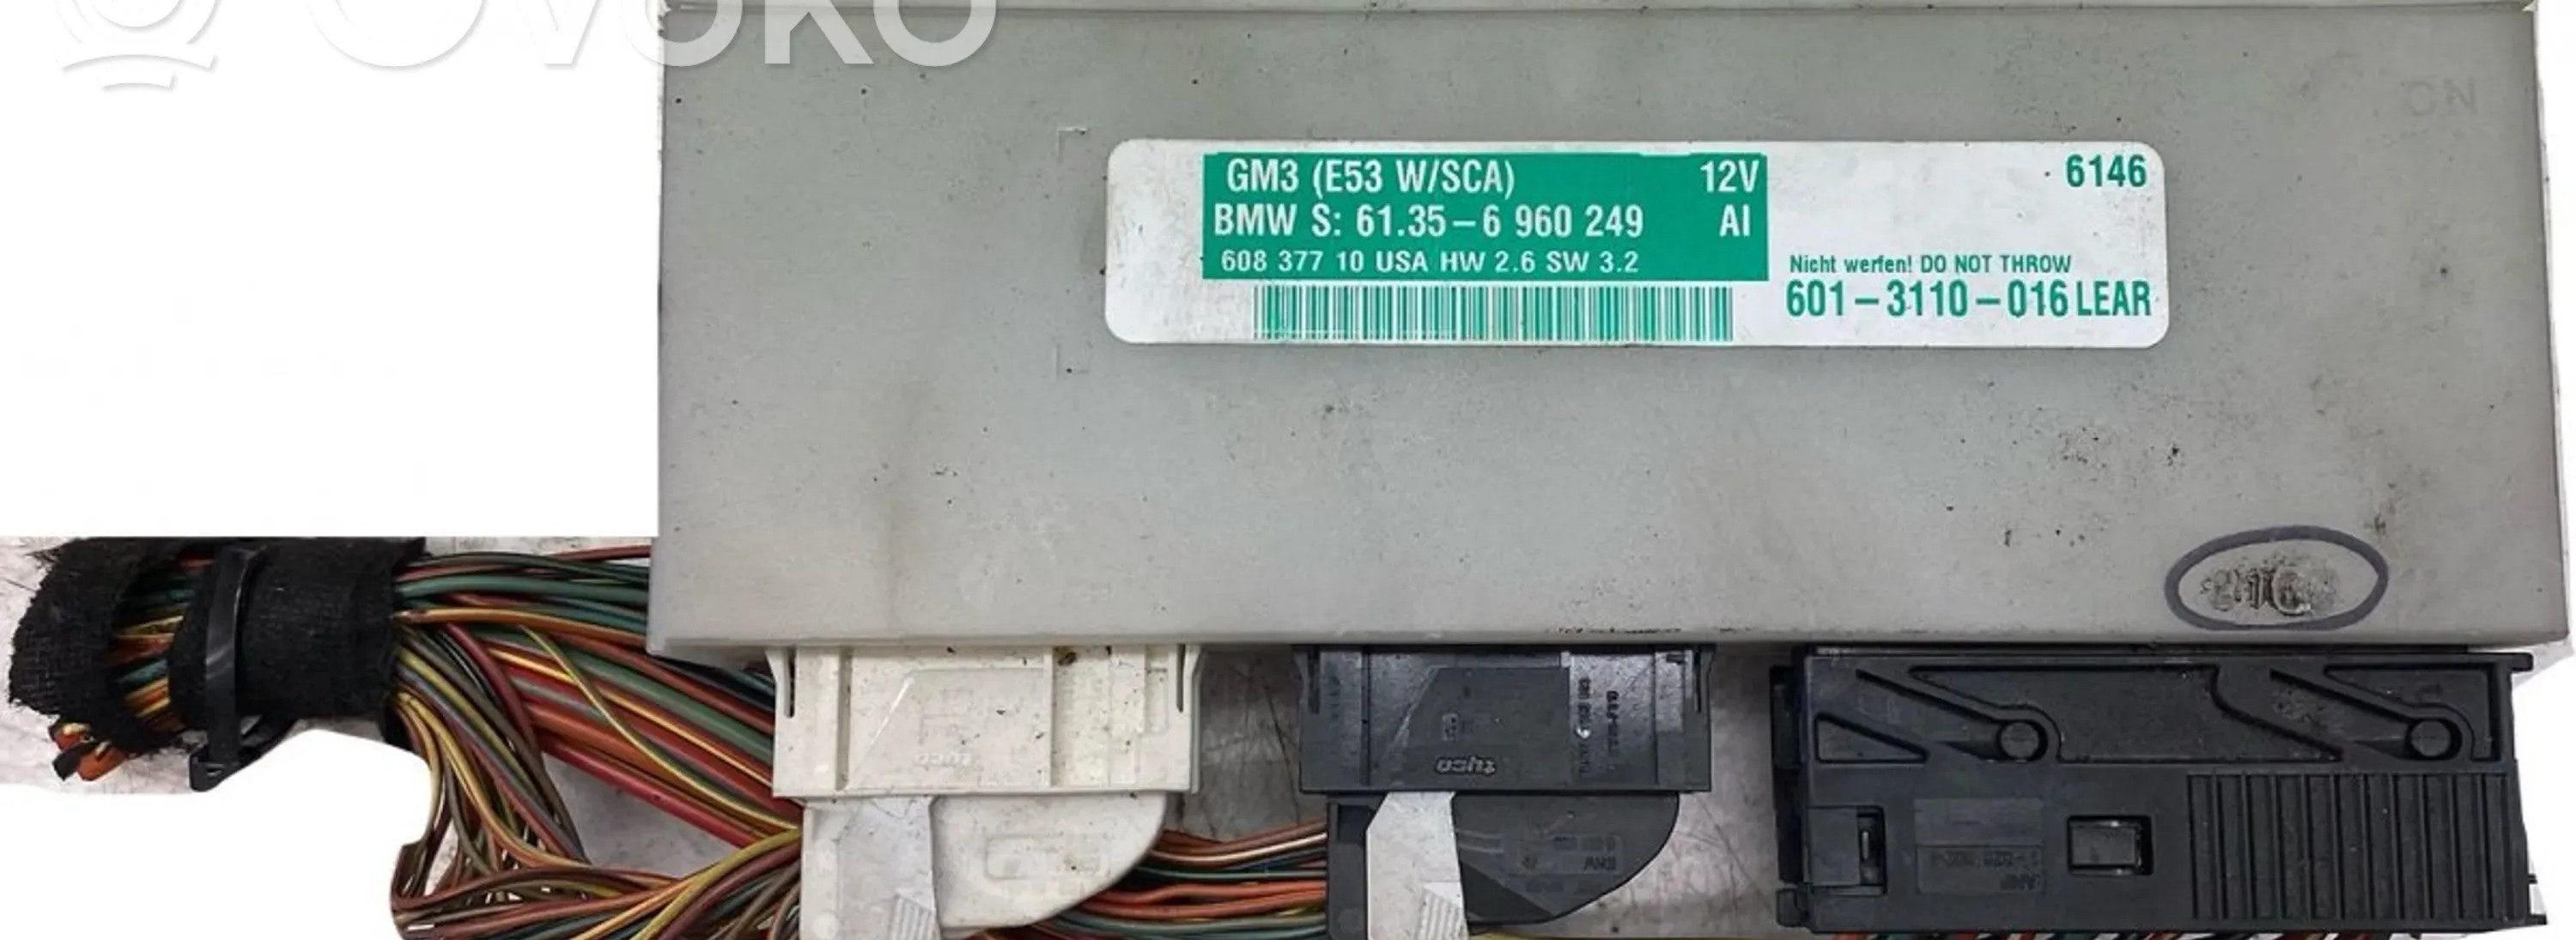 OVOKO
GM3 (E53 W/SCA) 12V
BMW S: 61.35-6 960 249 AI
608 377 10 USA HW 2.6 SW 3.2
6146
Nicht werfen! DO NOT THROW
601-3110-016 LEAR
tyco
tyco